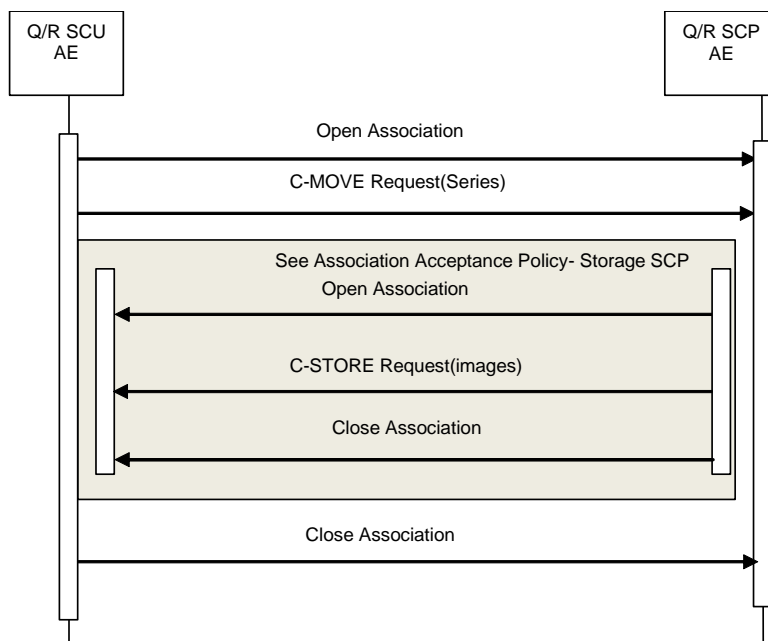 Q/R SCU
AE
Q/R SCP
AE
Open Association
C-MOVE Request(Series)
See Association Acceptance Policy- Storage SCP
Open Association
C-STORE Request(images)
Close Association
Close Association